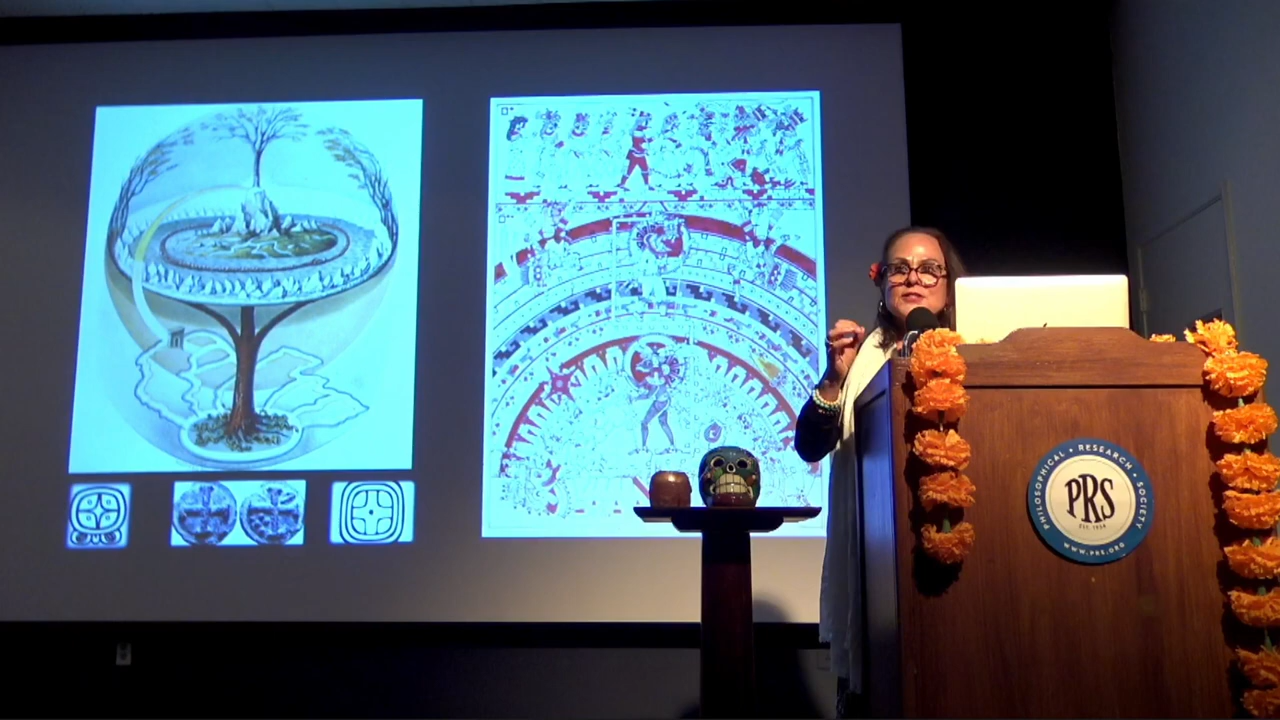 PHILOSOPHICAL • RESEARCH • SOCIETY
PRS
EST. 1934
WWW.PRS.ORG